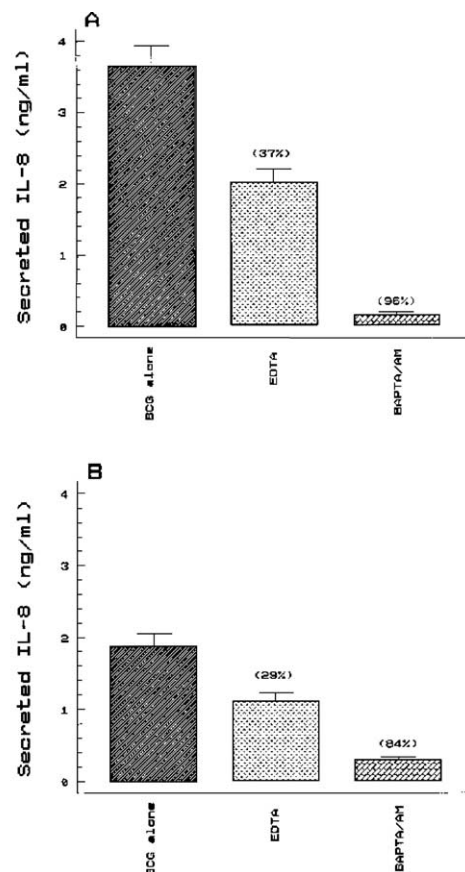 A
Secreted IL-8 (ng/ml)
4
3
2
1
0
(37%)
(96%)
BCG alone
EDTA
BAPTA/AM
B
Secreted IL-8 (ng/ml)
4
3
2
1
0
(29%)
(84%)
BCG alone
EDTA
BAPTA/AM